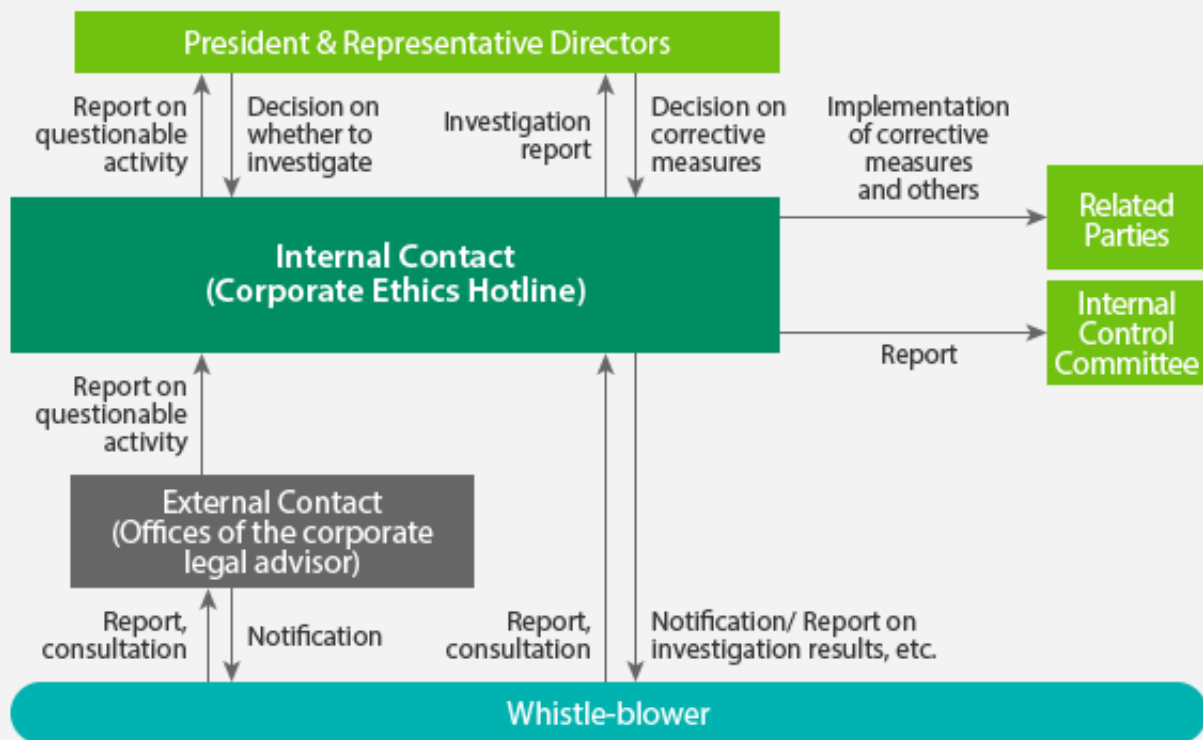 President & Representative Directors
Report on
questionable
activity
Decision on
whether to
investigate
Investigation
report
Decision on
corrective
measures
Implementation
of corrective
measures
and others
Related
Parties
Internal Contact
(Corporate Ethics Hotline)
Internal
Control
Committee
Report
Report on
questionable
activity
External Contact
(Offices of the corporate
legal advisor)
Report,
consultation
Notification
Report,
consultation
Notification/ Report on
investigation results, etc.
Whistle-blower